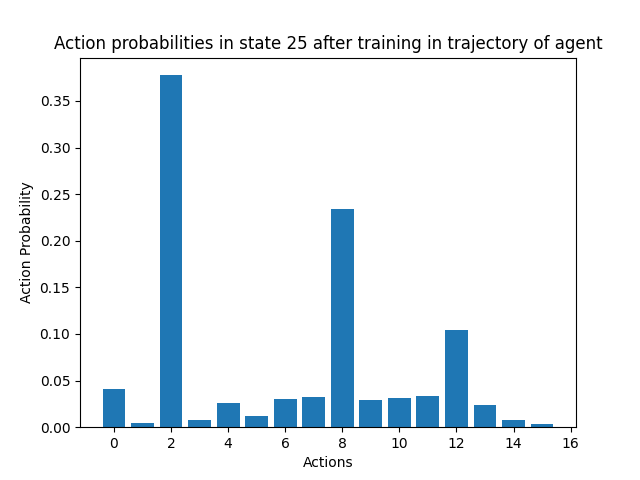 Action probabilities in state 25 after training in trajectory of agent
0.35
0.30
0.25
0.20
0.15
0.10
0.05
0.00
Action Probability
0 2 4 6 8 10 12 14 16
Actions